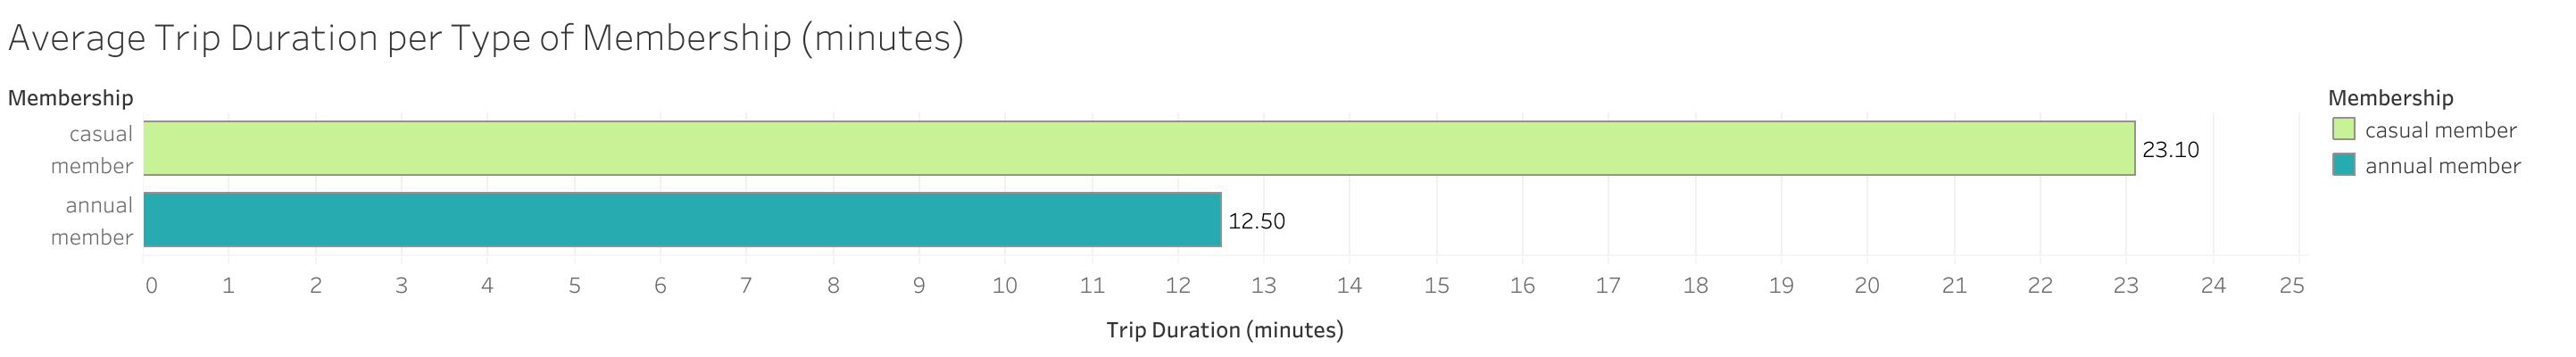 Average Trip Duration per Type of Membership (minutes)
Membership
casual
member
23.10
annual
member
12.50
0 1 2 3 4 5 6 7 8 9 10 11 12 13 14 15 16 17 18 19 20 21 22 23 24 25
Trip Duration (minutes)
Membership
casual member
annual member